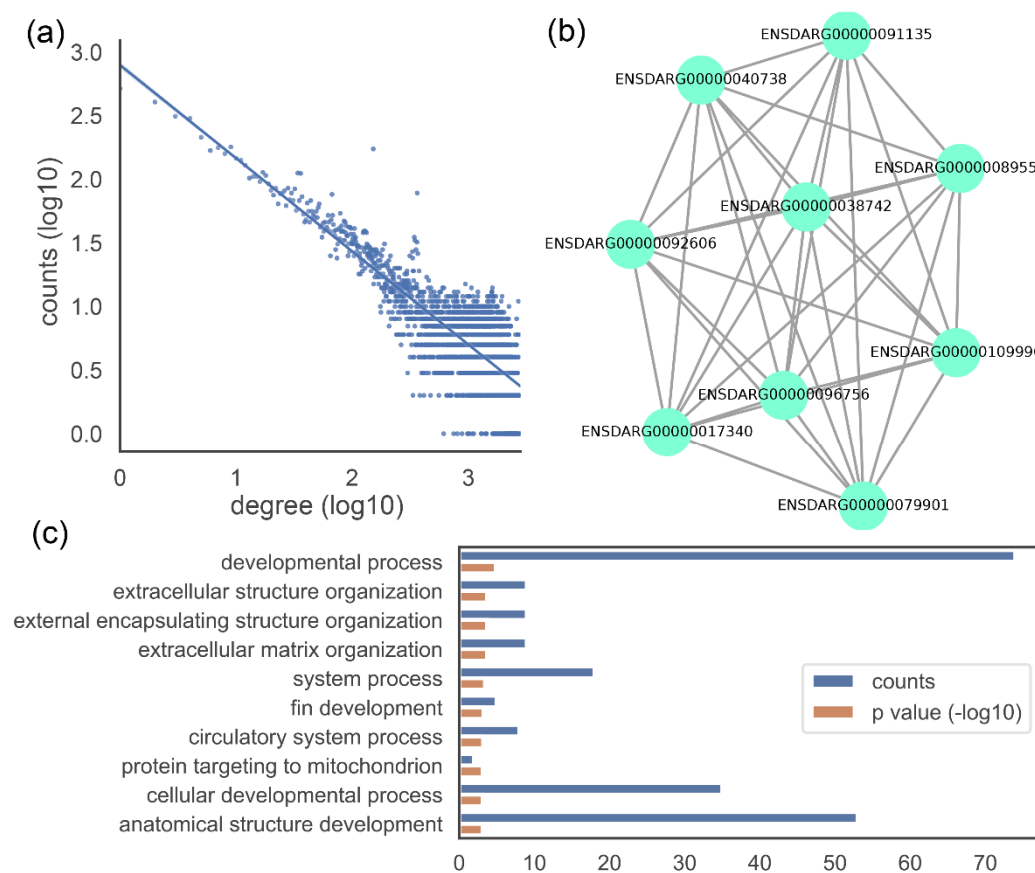 (a)
3.0
2.5
2.0
1.5
1.0
0.5
0.0
counts (log10)
0 1 2 3
degree (log10)
(b)
ENSDARG00000091135
ENSDARG00000040738
ENSDARG0000008955
ENSDARG00000038742
ENSDARG00000092606
ENSDARG00000109996
ENSDARG00000096756
ENSDARG00000017340
ENSDARG00000079901
(c)
developmental process
extracellular structure organization
external encapsulating structure organization
extracellular matrix organization
system process
fin development
circulatory system process
protein targeting to mitochondrion
cellular developmental process
anatomical structure development
counts
p value (-log10)
0 10 20 30 40 50 60 70